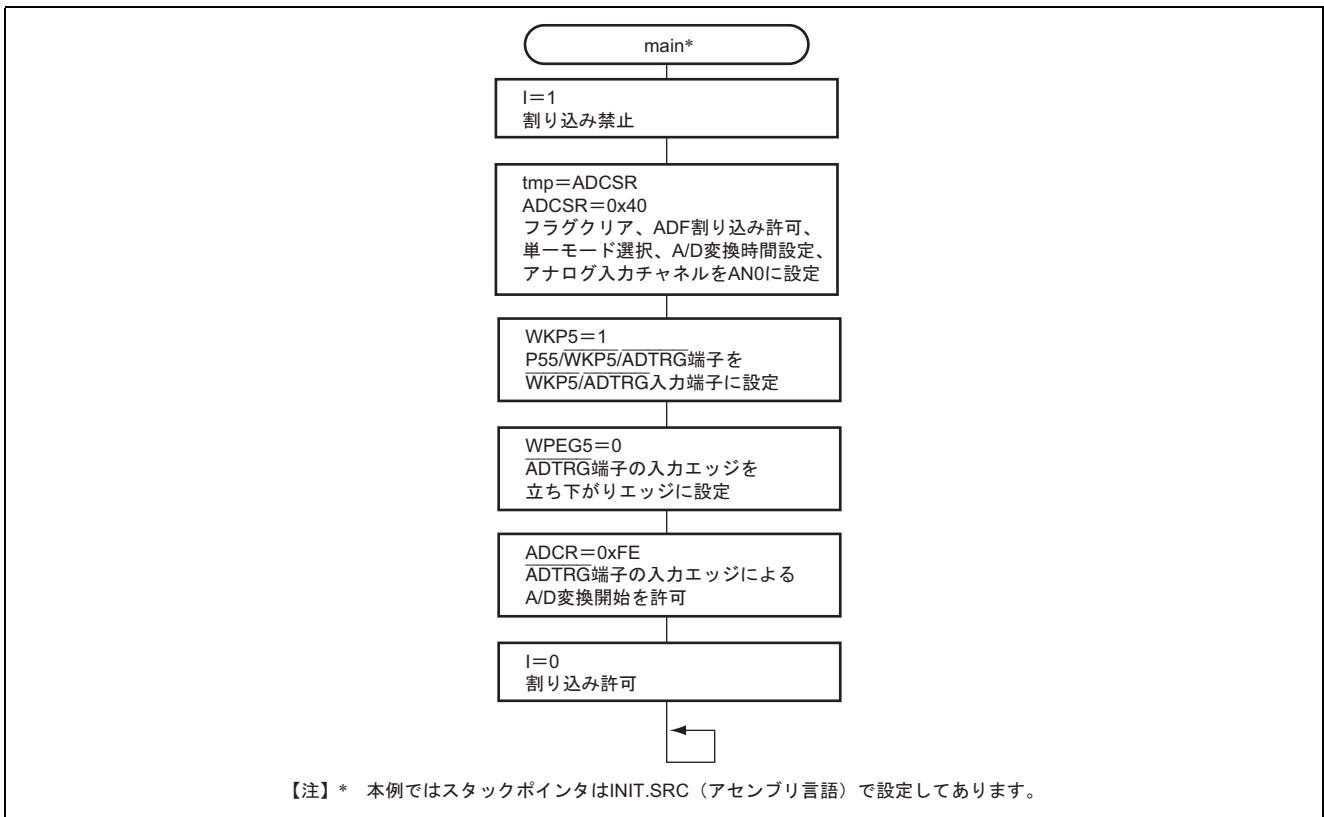 main*
I＝1
割り込み禁止
tmp＝ADCSR
ADCSR＝0x40
フラグクリア、ADF割り込み許可、
単一モード選択、A/D変換時間設定、
アナログ入力チャネルをAN0に設定
WKP5＝1
P55/WKP5/ADTRG端子を
WKP5/ADTRG入力端子に設定
WPEG5＝0
ADTRG端子の入力エッジを
立ち下がりエッジに設定
ADCR＝0xFE
ADTRG端子の入力エッジによる
A/D変換開始を許可
I＝0
割り込み許可
【注】*　本例ではスタックポインタはINIT.SRC（アセンブリ言語）で設定してあります。